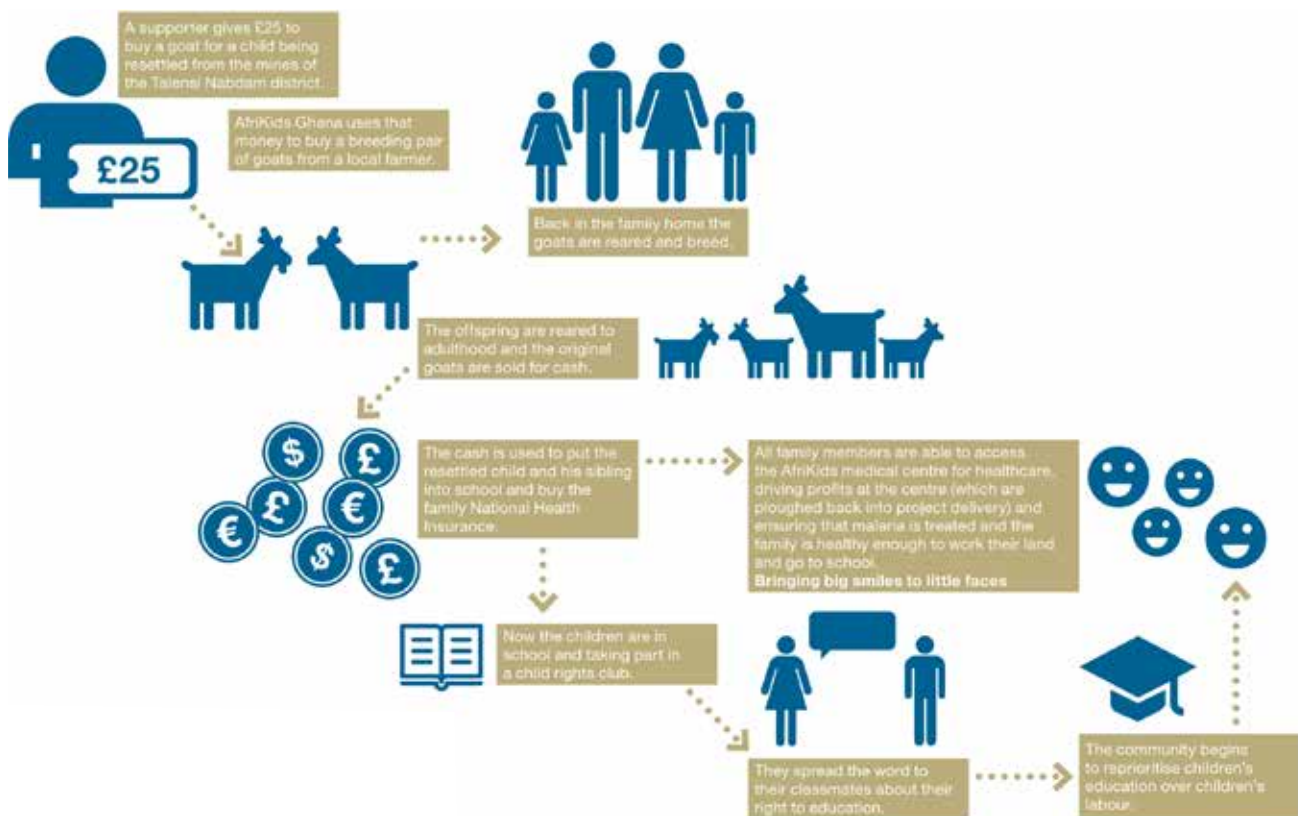 A supporter gives £25 to
buy a goat for a child being
resettled from the mines of
the Talensi Nabdam district.
AfriKids Ghana uses that
money to buy a breeding pair
of goats from a local farmer.
£25
Back in the family home the
goats are reared and breed.
The offspring are reared to
adulthood and the original
goats are sold for cash.
$
£
£
€
€
$
£
The cash is used to put the
resettled child and his sibling
into school and buy the
family National Health
Insurance.
All family members are able to access
the AfriKids medical centre for healthcare,
driving profits at the centre (which are
ploughed back into project delivery) and
ensuring that malaria is treated and the
family is healthy enough to work their land
and go to school.
Bringing big smiles to little faces
Now the children are in
school and taking part in
a child rights club.
They spread the word to
their classmates about their
right to education.
The community begins
to reprioritise children's
education over children's
labour.